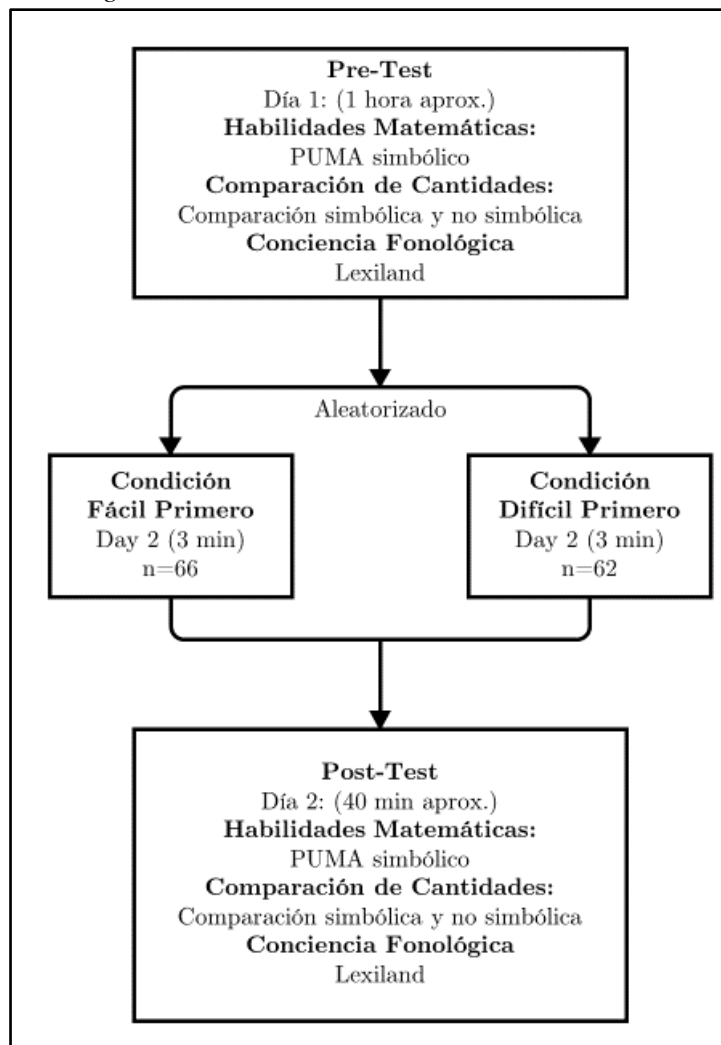 Pre-Test
Día 1: (1 hora aprox.)
Habilidades Matemáticas:
PUMA simbólico
Comparación de Cantidades:
Comparación simbólica y no simbólica
Conciencia Fonológica
Lexiland
Aleatorizado
Condición
Fácil Primero
Day 2 (3 min)
n=66
Condición
Difícil Primero
Day 2 (3 min)
n=62
Post-Test
Día 2: (40 min aprox.)
Habilidades Matemáticas:
PUMA simbólico
Comparación de Cantidades:
Comparación simbólica y no simbólica
Conciencia Fonológica
Lexiland